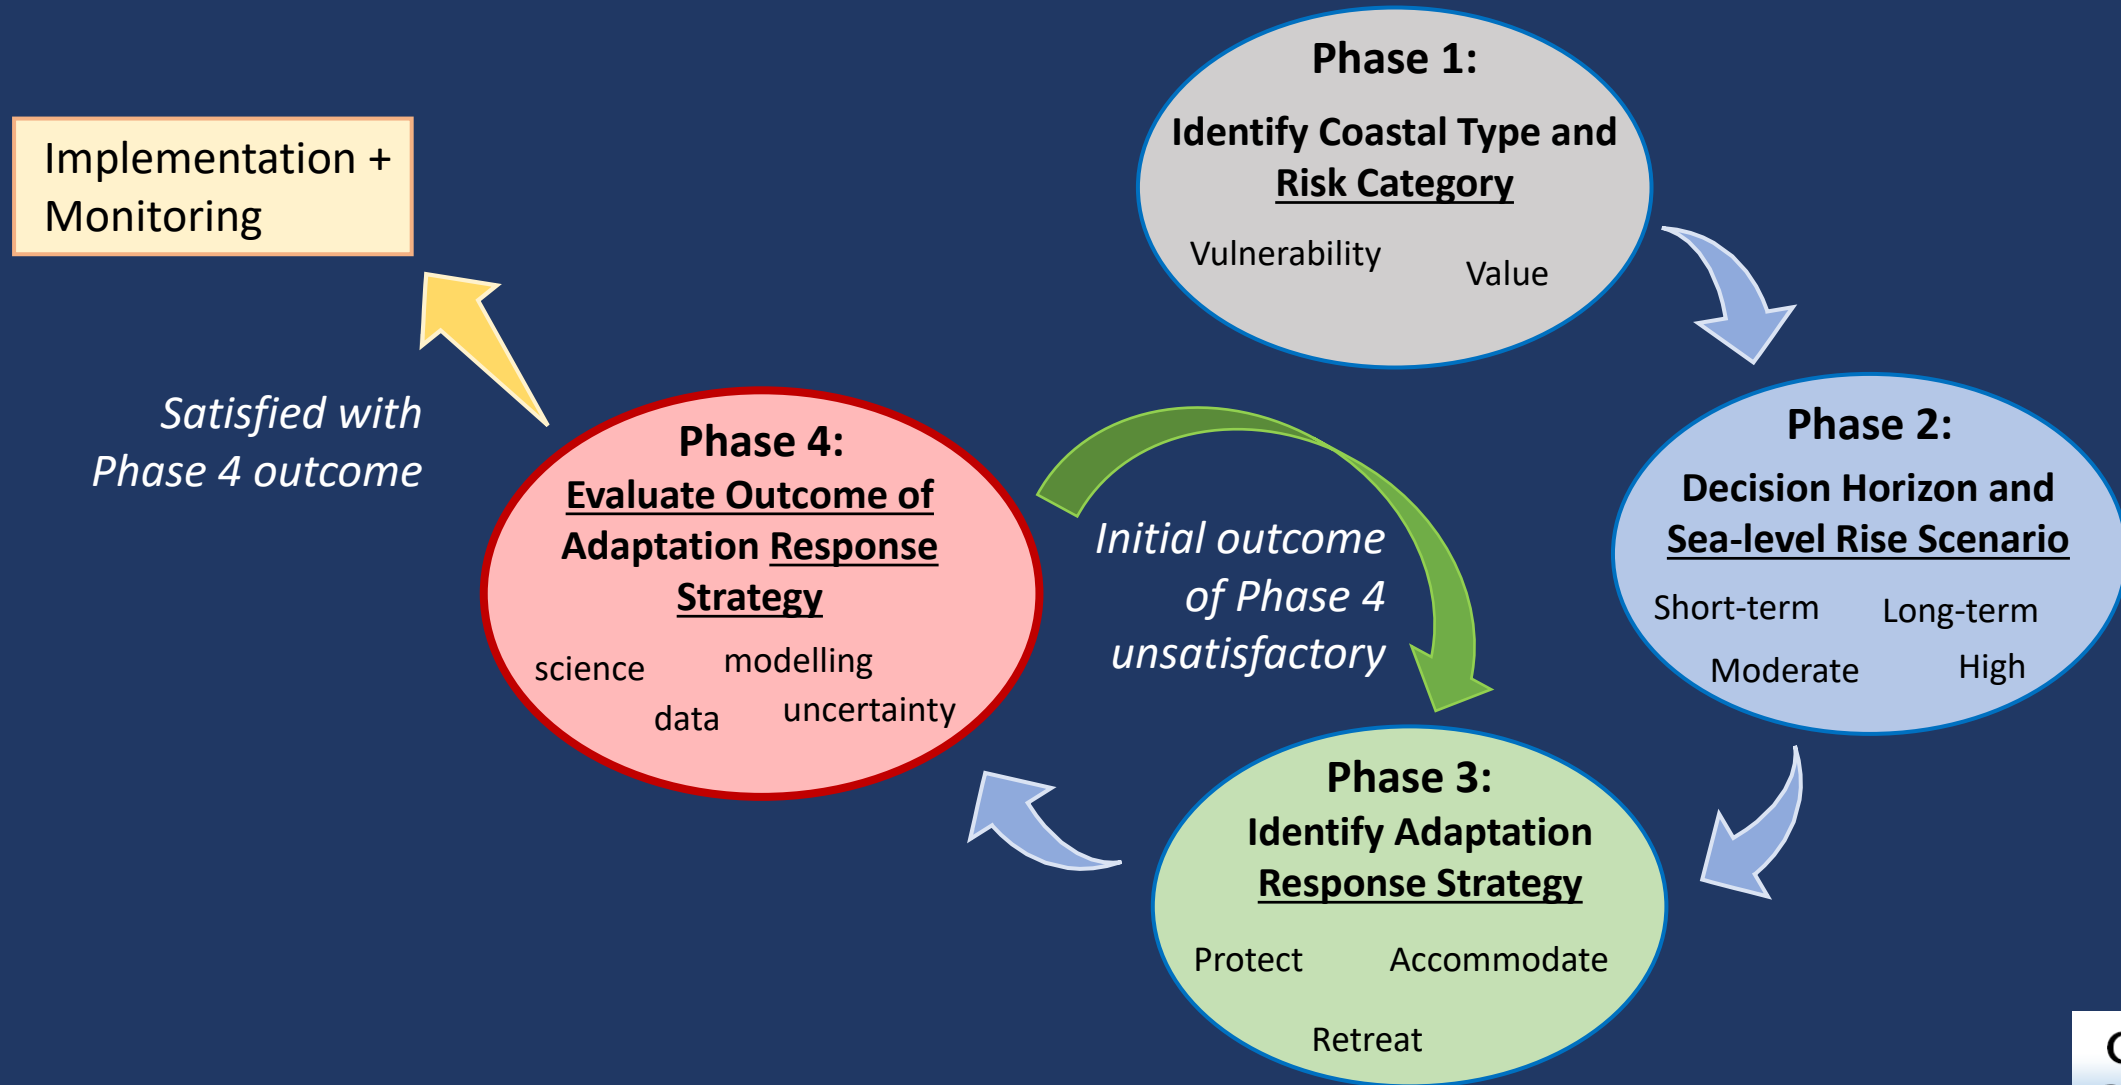 Phase 1:
Identify Coastal Type and
Risk Category
Vulnerability
Value
Phase 2:
Decision Horizon and
Sea-level Rise Scenario
Short-term
Long-term
Moderate
High
Phase 3:
Identify Adaptation
Response Strategy
Protect
Accommodate
Retreat
Phase 4:
Evaluate Outcome of
Adaptation Response
Strategy
science
modelling
data
uncertainty
Initial outcome
of Phase 4
unsatisfactory
Satisfied with
Phase 4 outcome
Implementation +
Monitoring